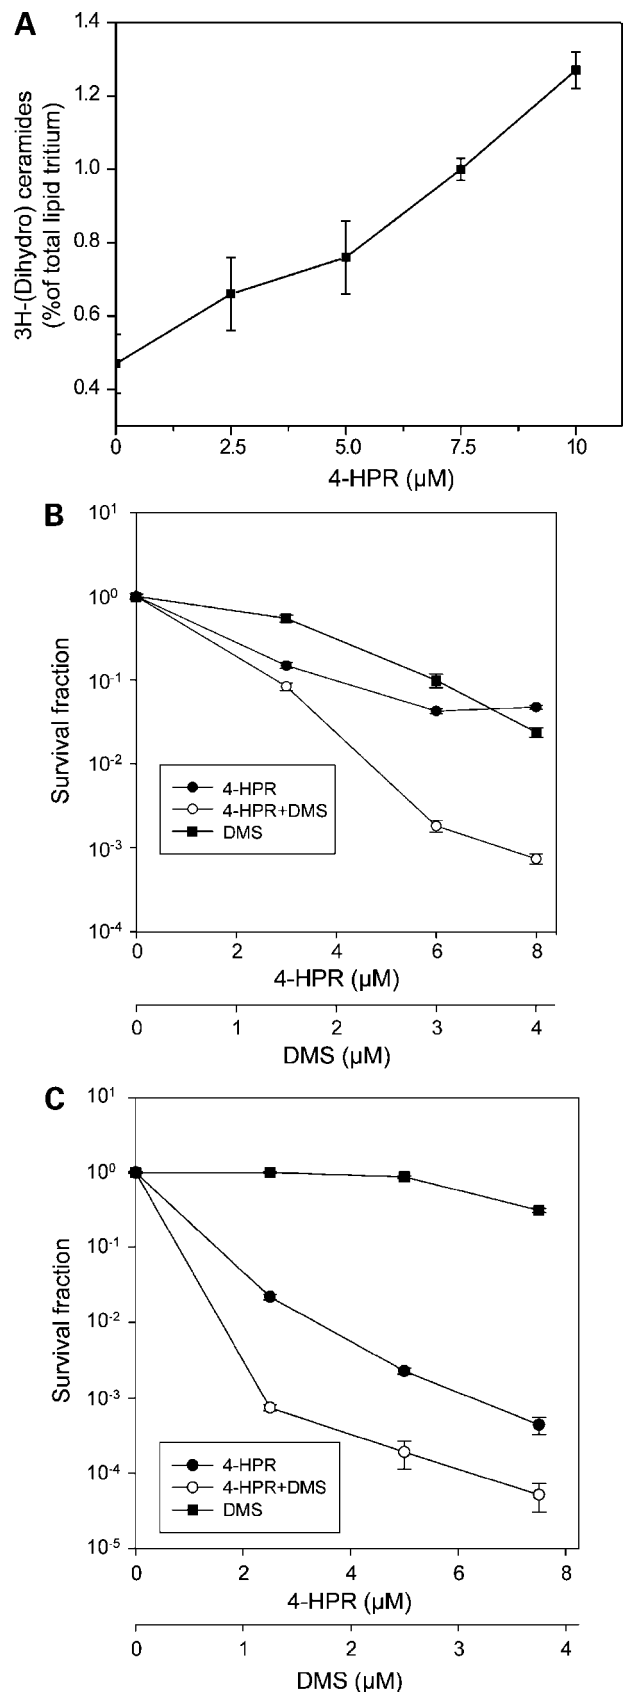 A
3H-(Dihydro) ceramides
(%of total lipid tritium)
1.4
1.2
1.0
0.8
0.6
0.4
0 2.5 5.0 7.5 10
4-HPR (µM)
B
Survival fraction
10¹
10⁰
10⁻¹
10⁻²
10⁻³
10⁻⁴
4-HPR
4-HPR+DMS
DMS
0 2 4 6 8
4-HPR (µM)
0 1 2 3 4
DMS (µM)
C
Survival fraction
10¹
10⁰
10⁻¹
10⁻²
10⁻³
10⁻⁴
10⁻⁵
4-HPR
4-HPR+DMS
DMS
0 2 4 6 8
4-HPR (µM)
0 1 2 3 4
DMS (µM)